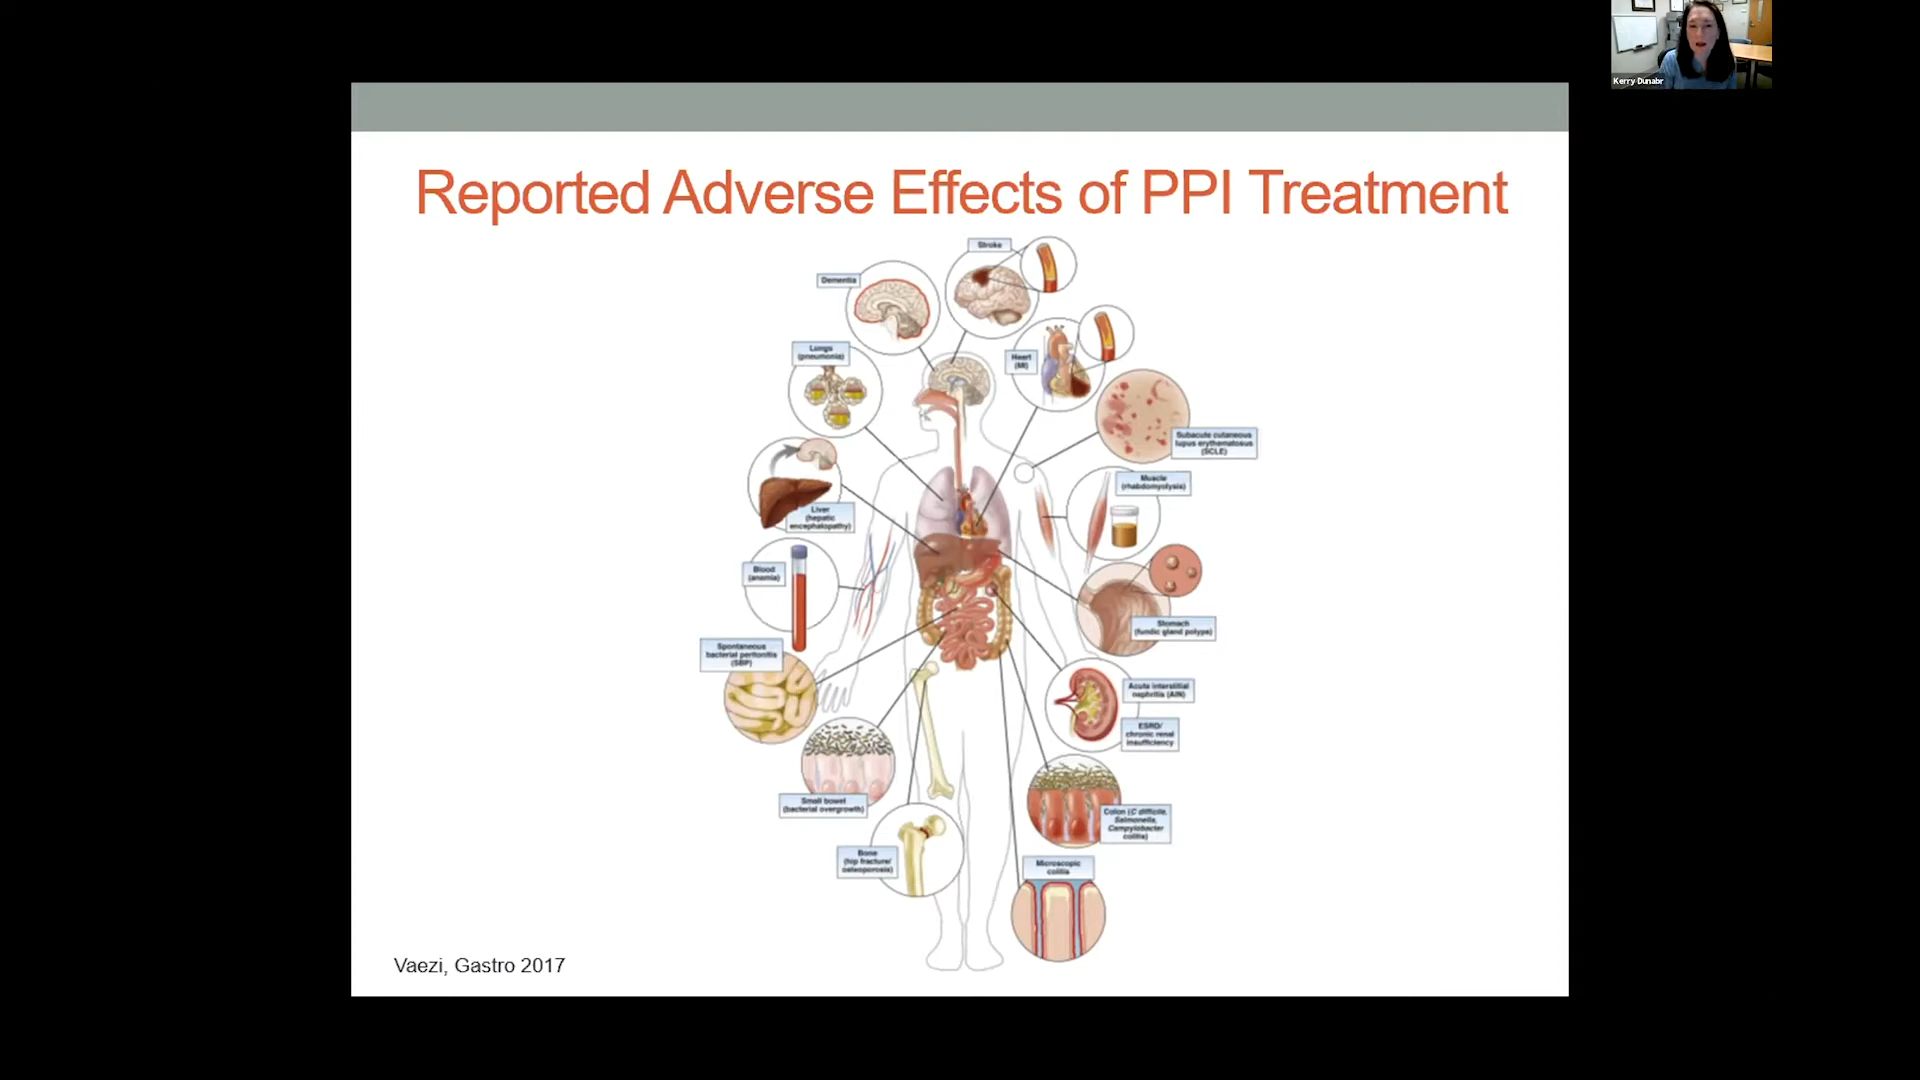 Kerry Dunabr
Reported Adverse Effects of PPI Treatment
Stroke
Dementia
Lungs
(pneumonia)
Heart
(MI)
Subacute cutaneous
lupus erythematosus
(SCLE)
Muscle
(rhabdomyolysis)
Liver
(hepatic
encephalopathy)
Blood
(anemia)
Stomach
(fundic gland polyps)
Spontaneous
bacterial peritonitis
(SBP)
Acute interstitial
nephritis (AIN)
ESRD/
chronic renal
insufficiency
Small bowel
(bacterial overgrowth)
Colon (C difficile,
Salmonella,
Campylobacter
colitis)
Bone
(hip fracture/
osteoporosis)
Microscopic
colitis
Vaezi, Gastro 2017